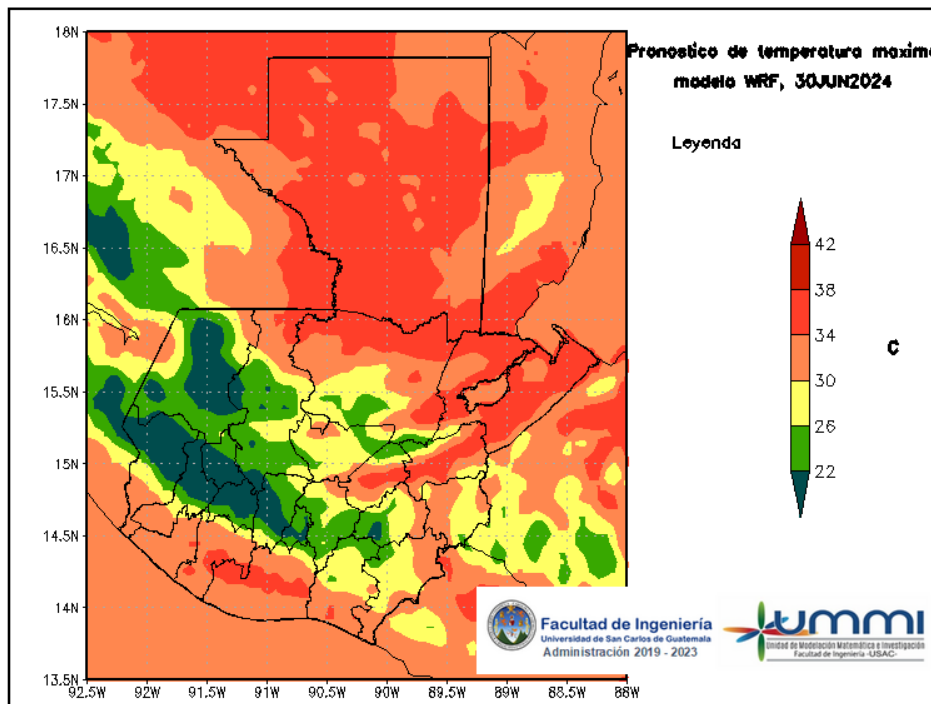 Pronostico de temperatura maxima
modelo WRF, 30JUN2024
Leyenda
42
38
34
30
26
22
C
18N
17.5N
17N
16.5N
16N
15.5N
15N
14.5N
14N
13.5N
92.5W
92W
91.5W
91W
90.5W
90W
89.5W
89W
88.5W
88W
Facultad de Ingeniería
Universidad de San Carlos de Guatemala
Administración 2019 - 2023
ummi
Unidad de Modelación Matemática e Investigación
Facultad de Ingeniería -USAC-